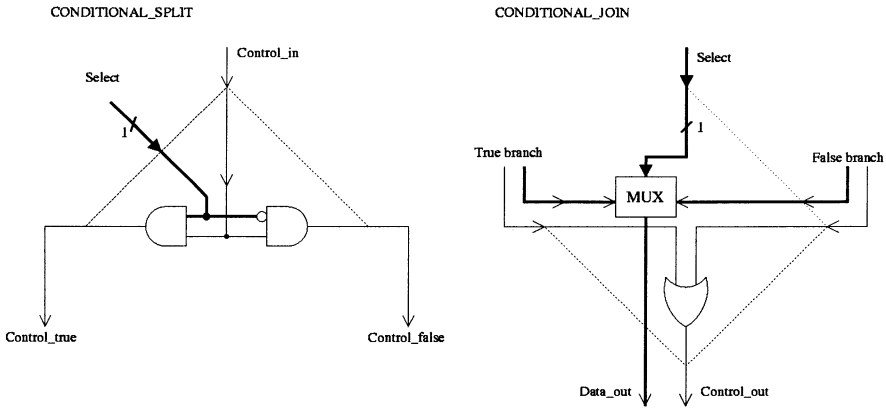 CONDITIONAL_SPLIT
Control_in
Select
1
Control_true
Control_false
CONDITIONAL_JOIN
Select
1
True branch
False branch
MUX
Data_out
Control_out